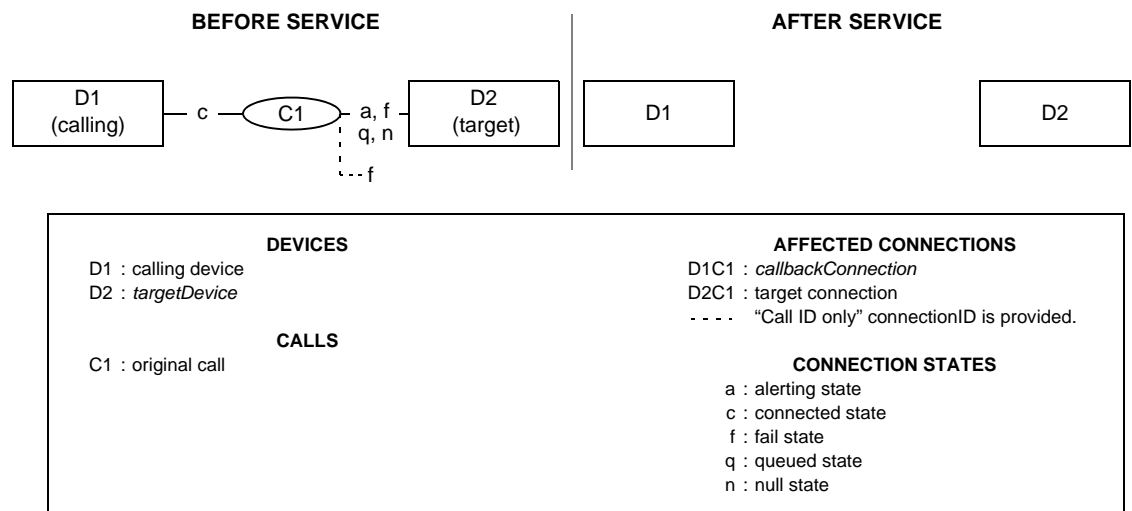 BEFORE SERVICE
AFTER SERVICE
D1
(calling)
c
C1
a, f
q, n
f
D2
(target)
D1
D2
DEVICES
D1 : calling device
D2 : targetDevice
CALLS
C1 : original call
AFFECTED CONNECTIONS
D1C1 : callbackConnection
D2C1 : target connection
- - - - “Call ID only” connectionID is provided.
CONNECTION STATES
a : alerting state
c : connected state
f : fail state
q : queued state
n : null state